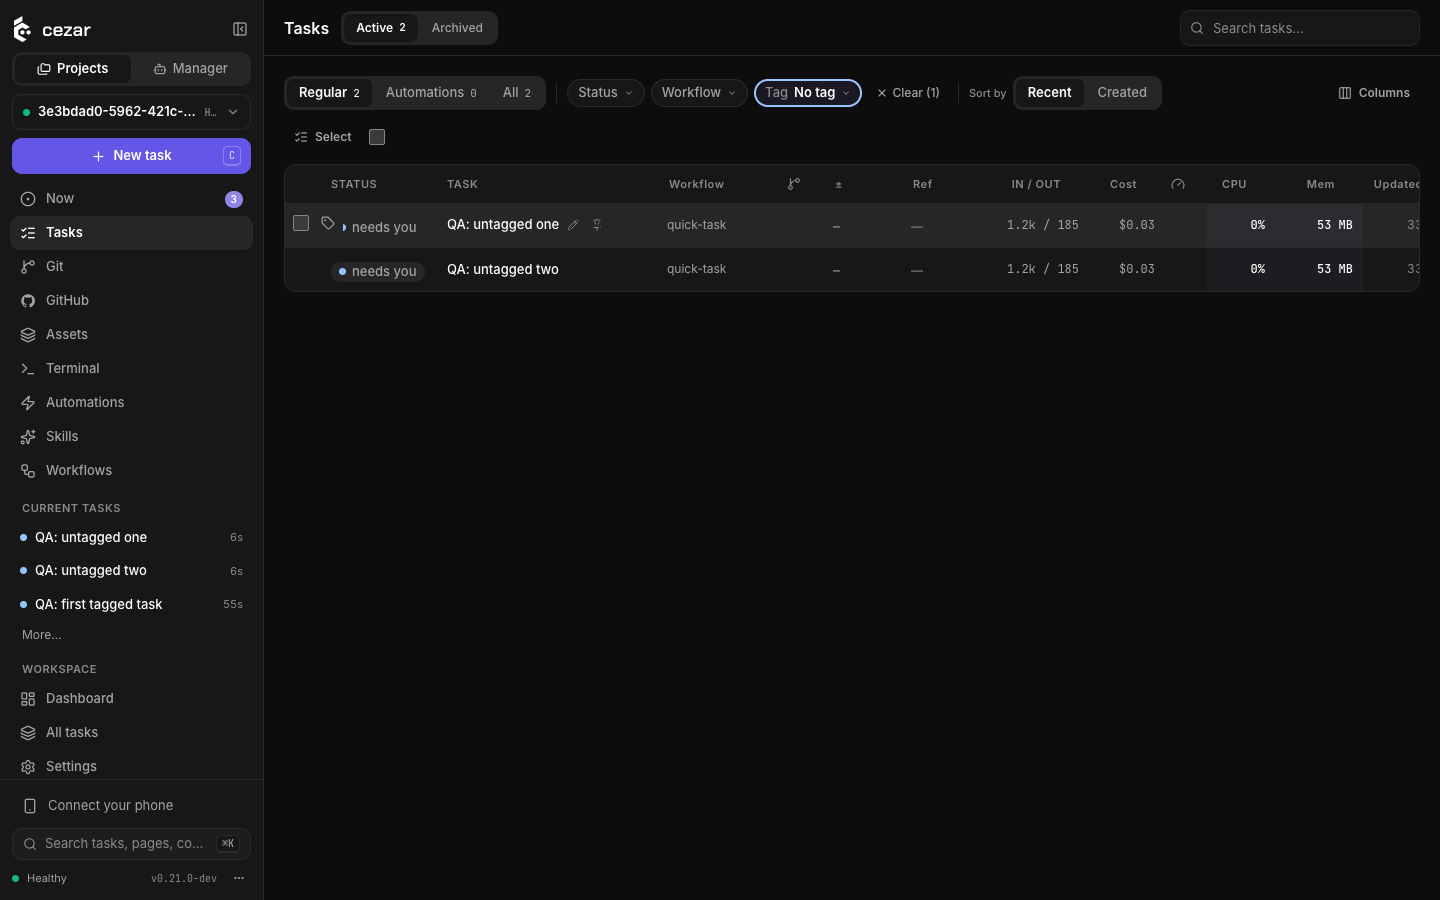 cezar
Projects
Manager
3e3bdad0-5962-421c-... H...
New task C
Now 3
Tasks
Git
GitHub
Assets
Terminal
Automations
Skills
Workflows
CURRENT TASKS
QA: untagged one 6s
QA: untagged two 6s
QA: first tagged task 55s
More...
WORKSPACE
Dashboard
All tasks
Settings
Connect your phone
Search tasks, pages, co... ⌘K
Healthy v0.21.0-dev ...
Tasks Active 2 Archived Search tasks...
Regular 2 Automations 0 All 2 Status Workflow Tag No tag Clear (1) Sort by Recent Created Columns
Select
STATUS TASK Workflow ± Ref IN / OUT Cost CPU Mem Updated
needs you QA: untagged one quick-task – — 1.2k / 185 $0.03 0% 53 MB 33
needs you QA: untagged two quick-task – — 1.2k / 185 $0.03 0% 53 MB 33